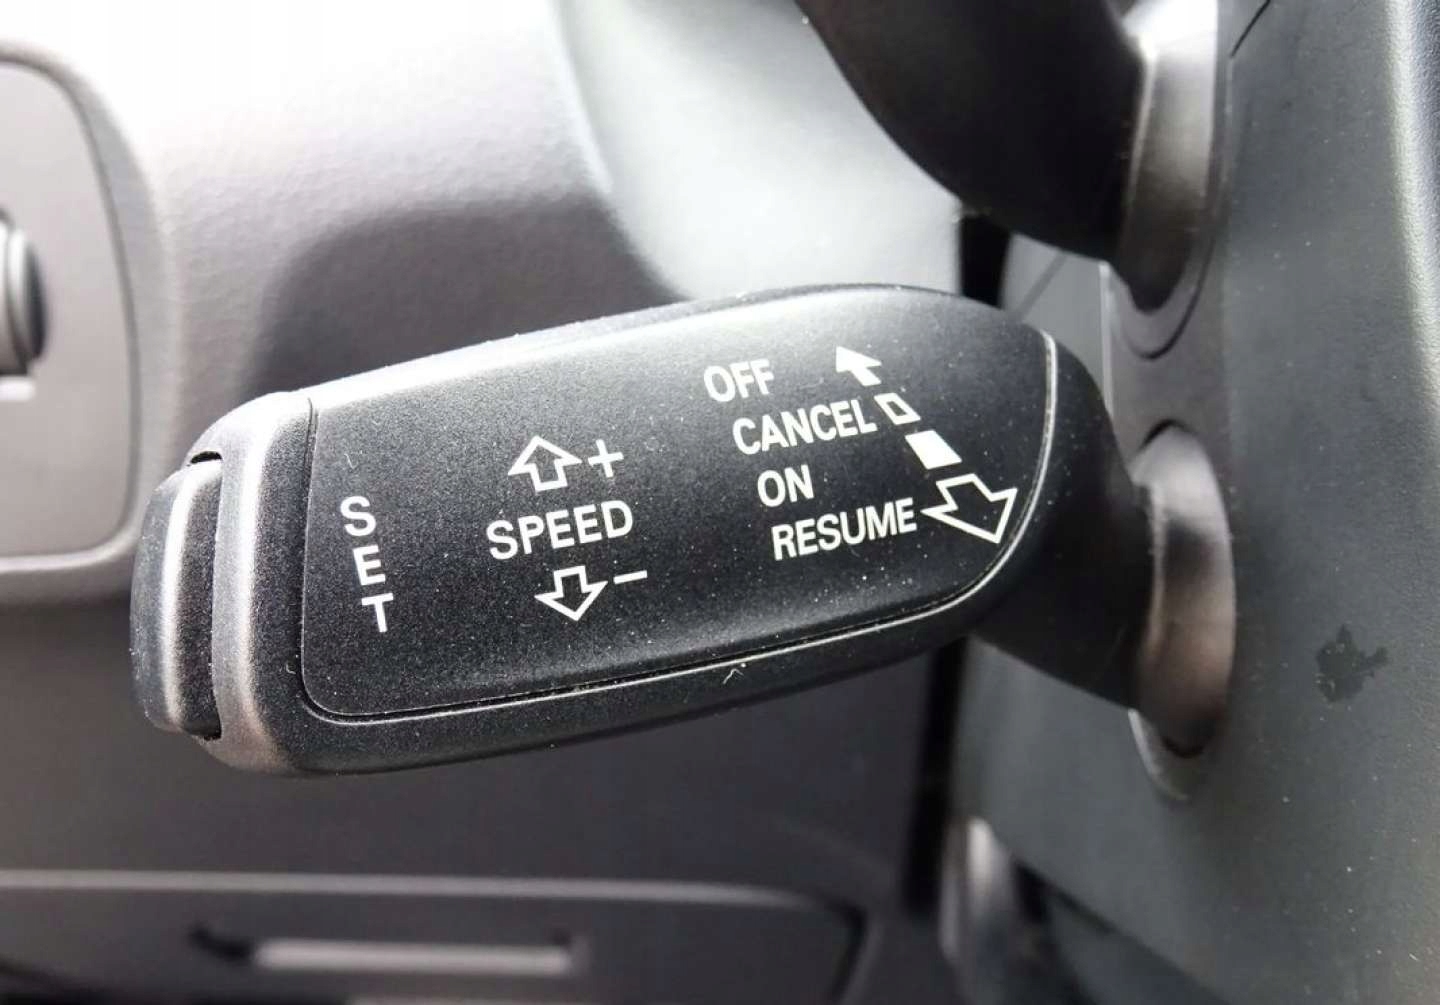 SET
+
SPEED
−
OFF
CANCEL
ON
RESUME